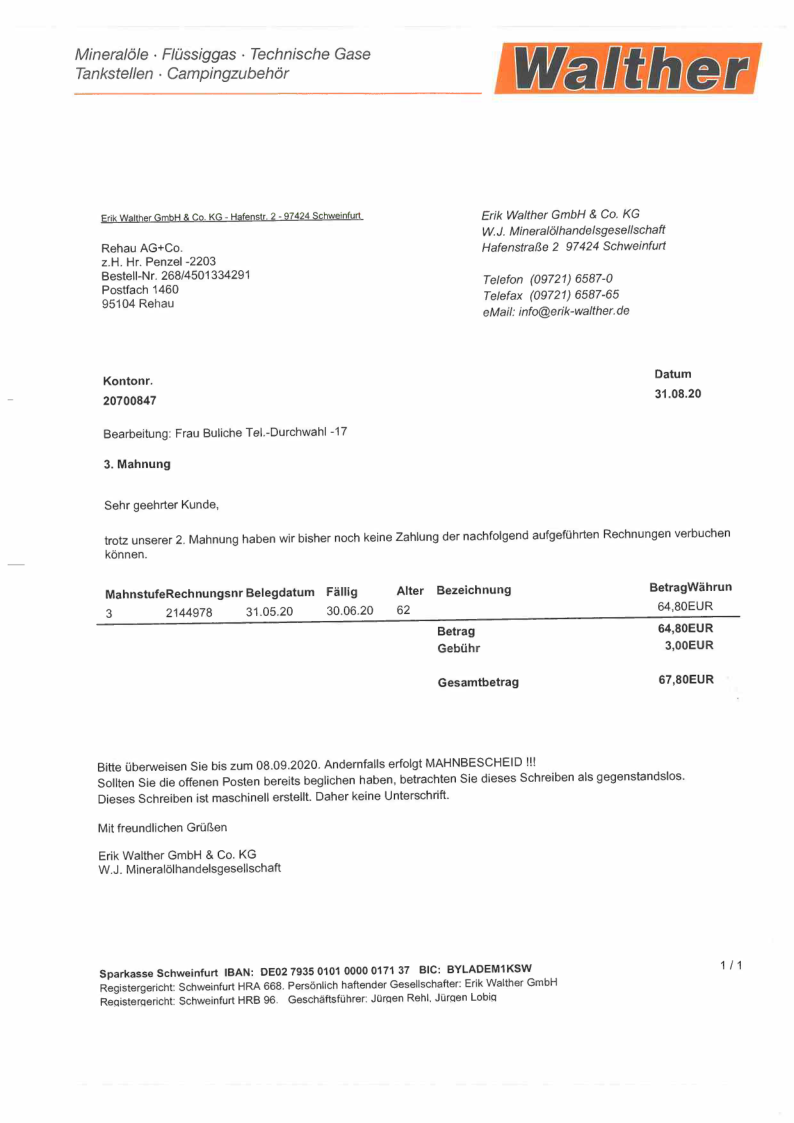 Mineralöle · Flüssiggas · Technische Gase
Tankstellen · Campingzubehör
Walther
Erik Walther GmbH & Co. KG - Hafenstr. 2 - 97424 Schweinfurt
Rehau AG+Co.
z.H. Hr. Penzel -2203
Bestell-Nr. 268/4501334291
Postfach 1460
95104 Rehau
Erik Walther GmbH & Co. KG
W.J. Mineralölhandelsgesellschaft
Hafenstraße 2 97424 Schweinfurt
Telefon (09721) 6587-0
Telefax (09721) 6587-65
eMail: info@erik-walther.de
Kontonr.
20700847
Datum
31.08.20
Bearbeitung: Frau Buliche Tel.-Durchwahl -17
3. Mahnung
Sehr geehrter Kunde,
trotz unserer 2. Mahnung haben wir bisher noch keine Zahlung der nachfolgend aufgeführten Rechnungen verbuchen
können.
MahnstufeRechnungsnr Belegdatum Fällig Alter Bezeichnung BetragWährun
3 2144978 31.05.20 30.06.20 62 64,80EUR
Betrag 64,80EUR
Gebühr 3,00EUR
Gesamtbetrag 67,80EUR
Bitte überweisen Sie bis zum 08.09.2020. Andernfalls erfolgt MAHNBESCHEID !!!
Sollten Sie die offenen Posten bereits beglichen haben, betrachten Sie dieses Schreiben als gegenstandslos.
Dieses Schreiben ist maschinell erstellt. Daher keine Unterschrift.
Mit freundlichen Grüßen
Erik Walther GmbH & Co. KG
W.J. Mineralölhandelsgesellschaft
Sparkasse Schweinfurt IBAN: DE02 7935 0101 0000 0171 37 BIC: BYLADEM1KSW
Registergericht: Schweinfurt HRA 668. Persönlich haftender Gesellschafter: Erik Walther GmbH
Registergericht: Schweinfurt HRB 96. Geschäftsführer: Jürgen Rehl, Jürgen Lobig
1 / 1